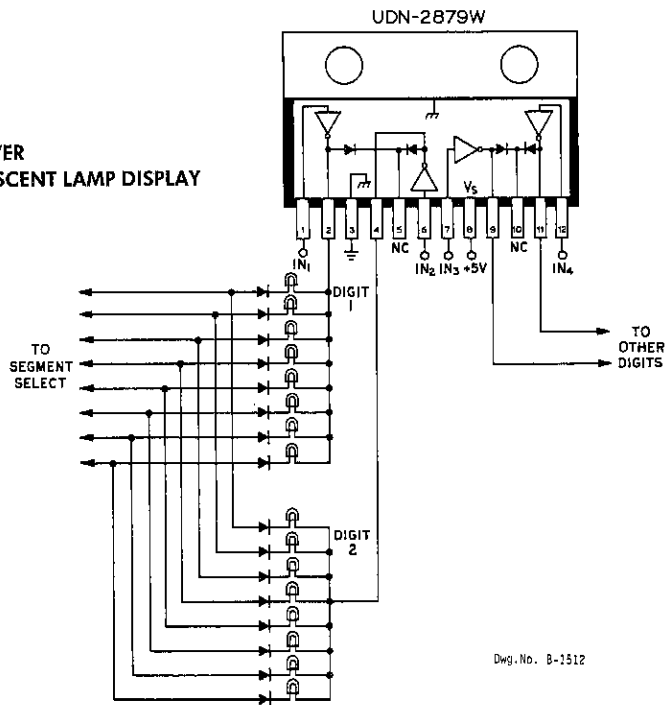 UDN-2879W
SCENT LAMP DISPLAY
VS
1
2
3
4
5
6
7
8
9
10
11
12
NC
NC
IN1
IN2
IN3
+5V
IN4
DIGIT
1
TO
SEGMENT
SELECT
TO
OTHER
DIGITS
DIGIT
2
Dwg.No. B-1512